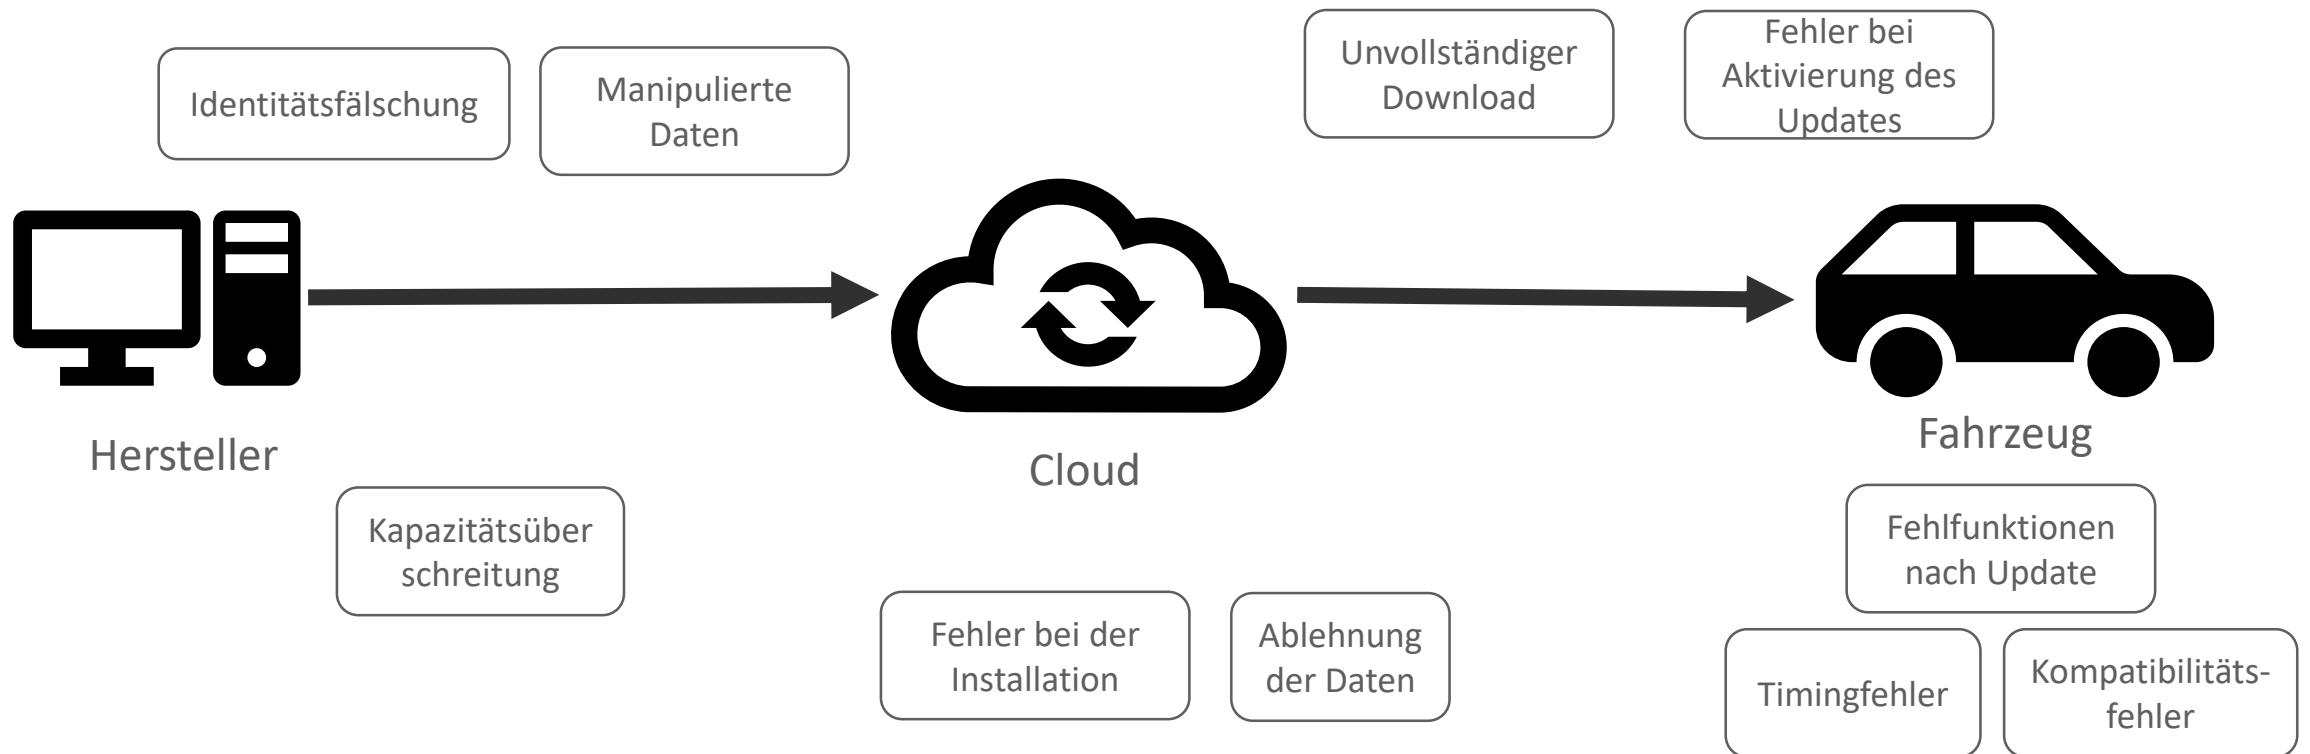 Identitätsfälschung
Manipulierte
Daten
Unvollständiger
Download
Fehler bei
Aktivierung des
Updates
Hersteller
Cloud
Fahrzeug
Kapazitätsüber
schreitung
Fehler bei der
Installation
Ablehnung
der Daten
Fehlfunktionen
nach Update
Timingfehler
Kompatibilitäts-
fehler